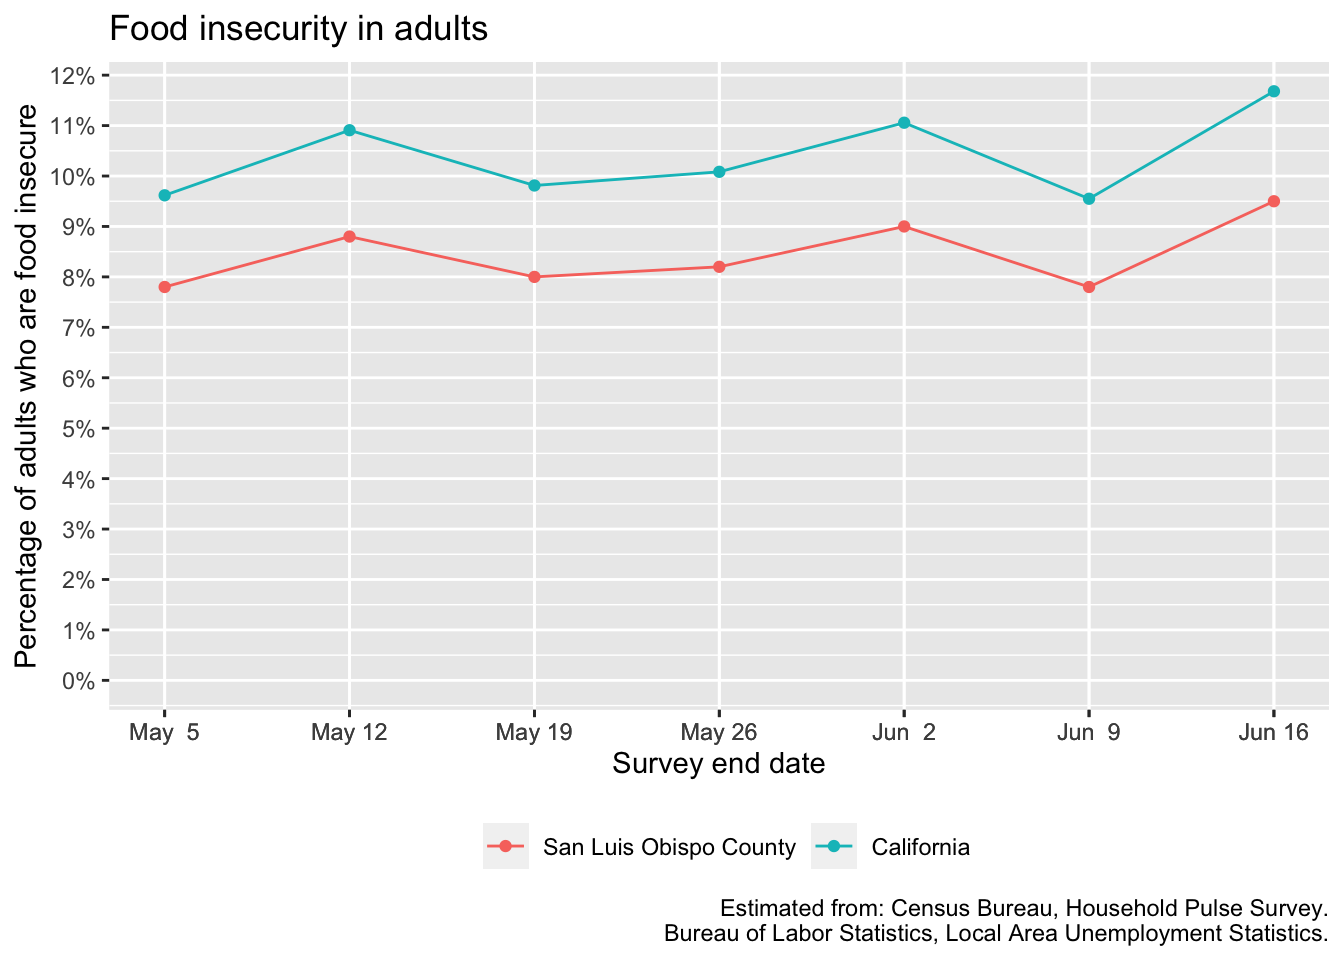 Food insecurity in adults
Percentage of adults who are food insecure
12%
11%
10%
9%
8%
7%
6%
5%
4%
3%
2%
1%
0%
May  5
May 12
May 19
May 26
Jun  2
Jun  9
Jun 16
Survey end date
San Luis Obispo County
California
Estimated from: Census Bureau, Household Pulse Survey.
Bureau of Labor Statistics, Local Area Unemployment Statistics.